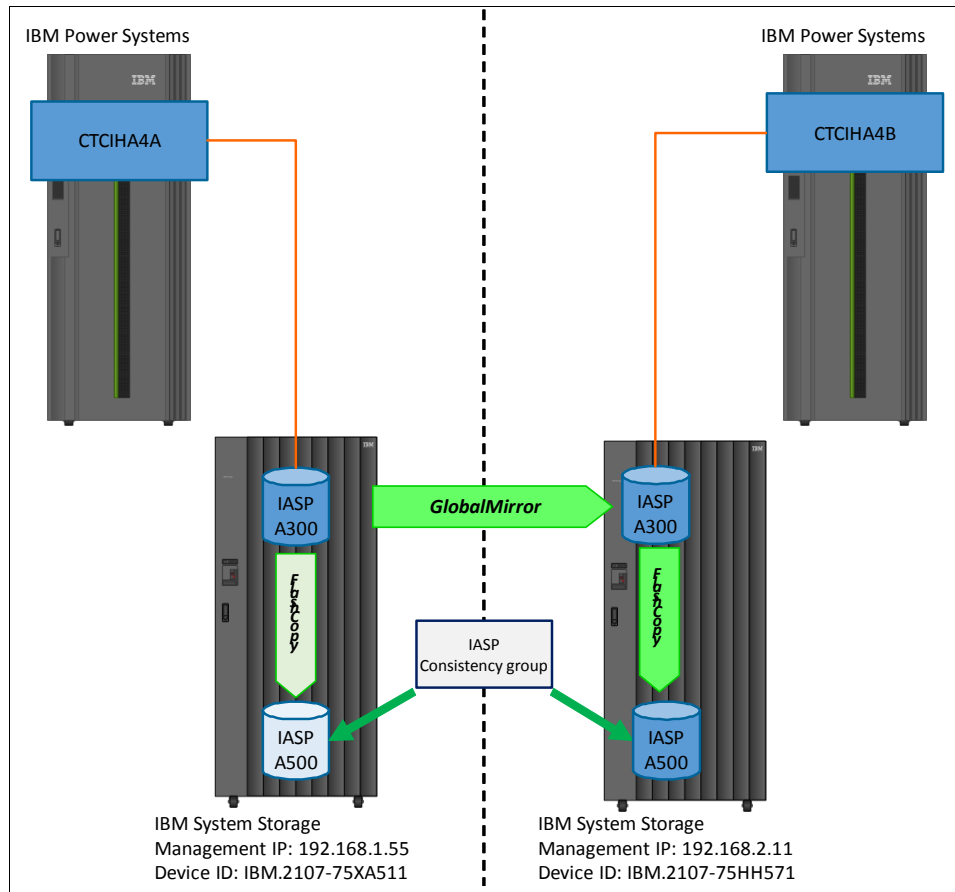 IBM Power Systems
IBM Power Systems
IBM
IBM
CTCIHA4A
CTCIHA4B
IBM
IBM
IASP
A300
GlobalMirror
IASP
A300
FlashCopy
FlashCopy
IASP
Consistency group
IASP
A500
IASP
A500
IBM System Storage
Management IP: 192.168.1.55
Device ID: IBM.2107-75XA511
IBM System Storage
Management IP: 192.168.2.11
Device ID: IBM.2107-75HH571